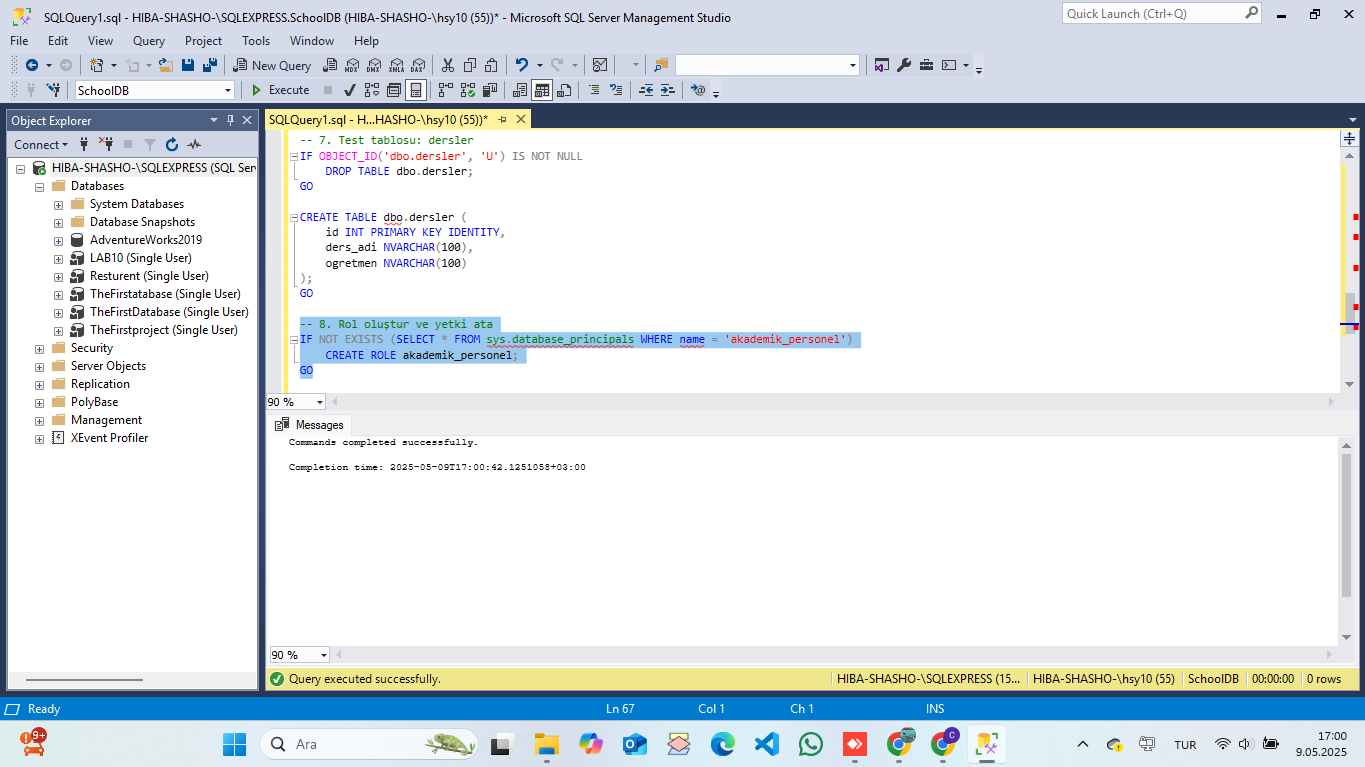 SQLQuery1.sql - HIBA-SHASHO-\SQLEXPRESS.SchoolDB (HIBA-SHASHO-\hsy10 (55))* - Microsoft SQL Server Management Studio
Quick Launch (Ctrl+Q)
File Edit View Query Project Tools Window Help
New Query
MDX DMX XMLA DAX
SchoolDB
Execute
Object Explorer
Connect
HIBA-SHASHO-\SQLEXPRESS (SQL Ser
Databases
System Databases
Database Snapshots
AdventureWorks2019
LAB10 (Single User)
Resturent (Single User)
TheFirstatabase (Single User)
TheFirstDatabase (Single User)
TheFirstproject (Single User)
Security
Server Objects
Replication
PolyBase
Management
XEvent Profiler
SQLQuery1.sql - H...HASHO-\hsy10 (55))*
-- 7. Test tablosu: dersler
IF OBJECT_ID('dbo.dersler', 'U') IS NOT NULL
DROP TABLE dbo.dersler;
GO
CREATE TABLE dbo.dersler (
id INT PRIMARY KEY IDENTITY,
ders_adi NVARCHAR(100),
ogretmen NVARCHAR(100)
);
GO
-- 8. Rol oluştur ve yetki ata
IF NOT EXISTS (SELECT * FROM sys.database_principals WHERE name = 'akademik_personel')
CREATE ROLE akademik_personel;
GO
90 %
Messages
Commands completed successfully.
Completion time: 2025-05-09T17:00:42.1251058+03:00
90 %
Query executed successfully.
HIBA-SHASHO-\SQLEXPRESS (15... HIBA-SHASHO-\hsy10 (55) SchoolDB 00:00:00 0 rows
Ready
Ln 67 Col 1 Ch 1 INS
9+
Ara
C
TUR
17:00
9.05.2025